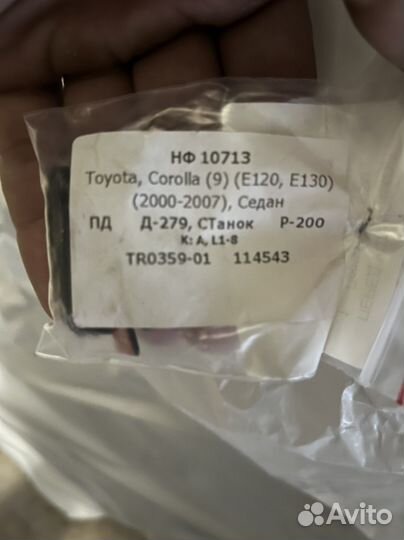 НФ 10713
Toyota, Corolla (9) (E120, E130)
(2000-2007), Седан
ПД Д-279, СТанок Р-200
К: А, L1-8
TR0359-01 114543
Avito